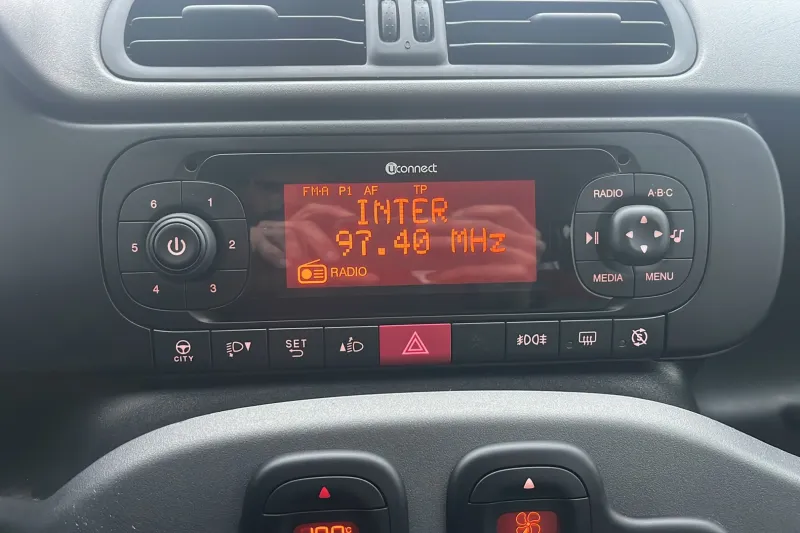 uconnect
FM-A P1 AF TP
INTER
97.40 MHz
RADIO
6 1
5 2
4 3
RADIO A·B·C
MEDIA MENU
CITY
SET